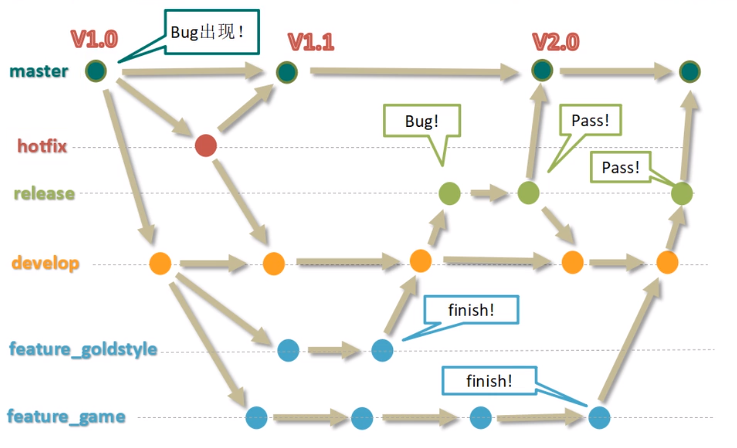 V1.0
Bug出现！
V1.1
V2.0
master
Bug!
Pass!
hotfix
Pass!
release
develop
finish!
feature_goldstyle
finish!
feature_game